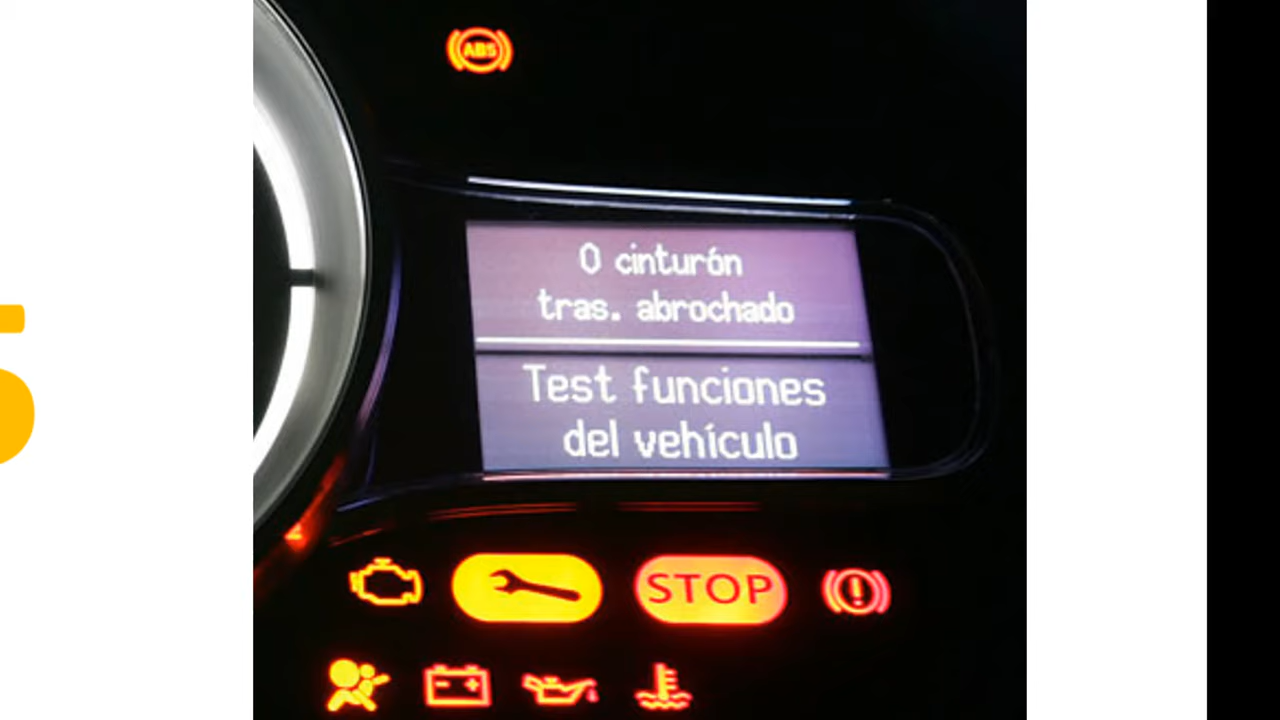 ABS
0 cinturón
tras. abrochado
Test funciones
del vehículo
STOP